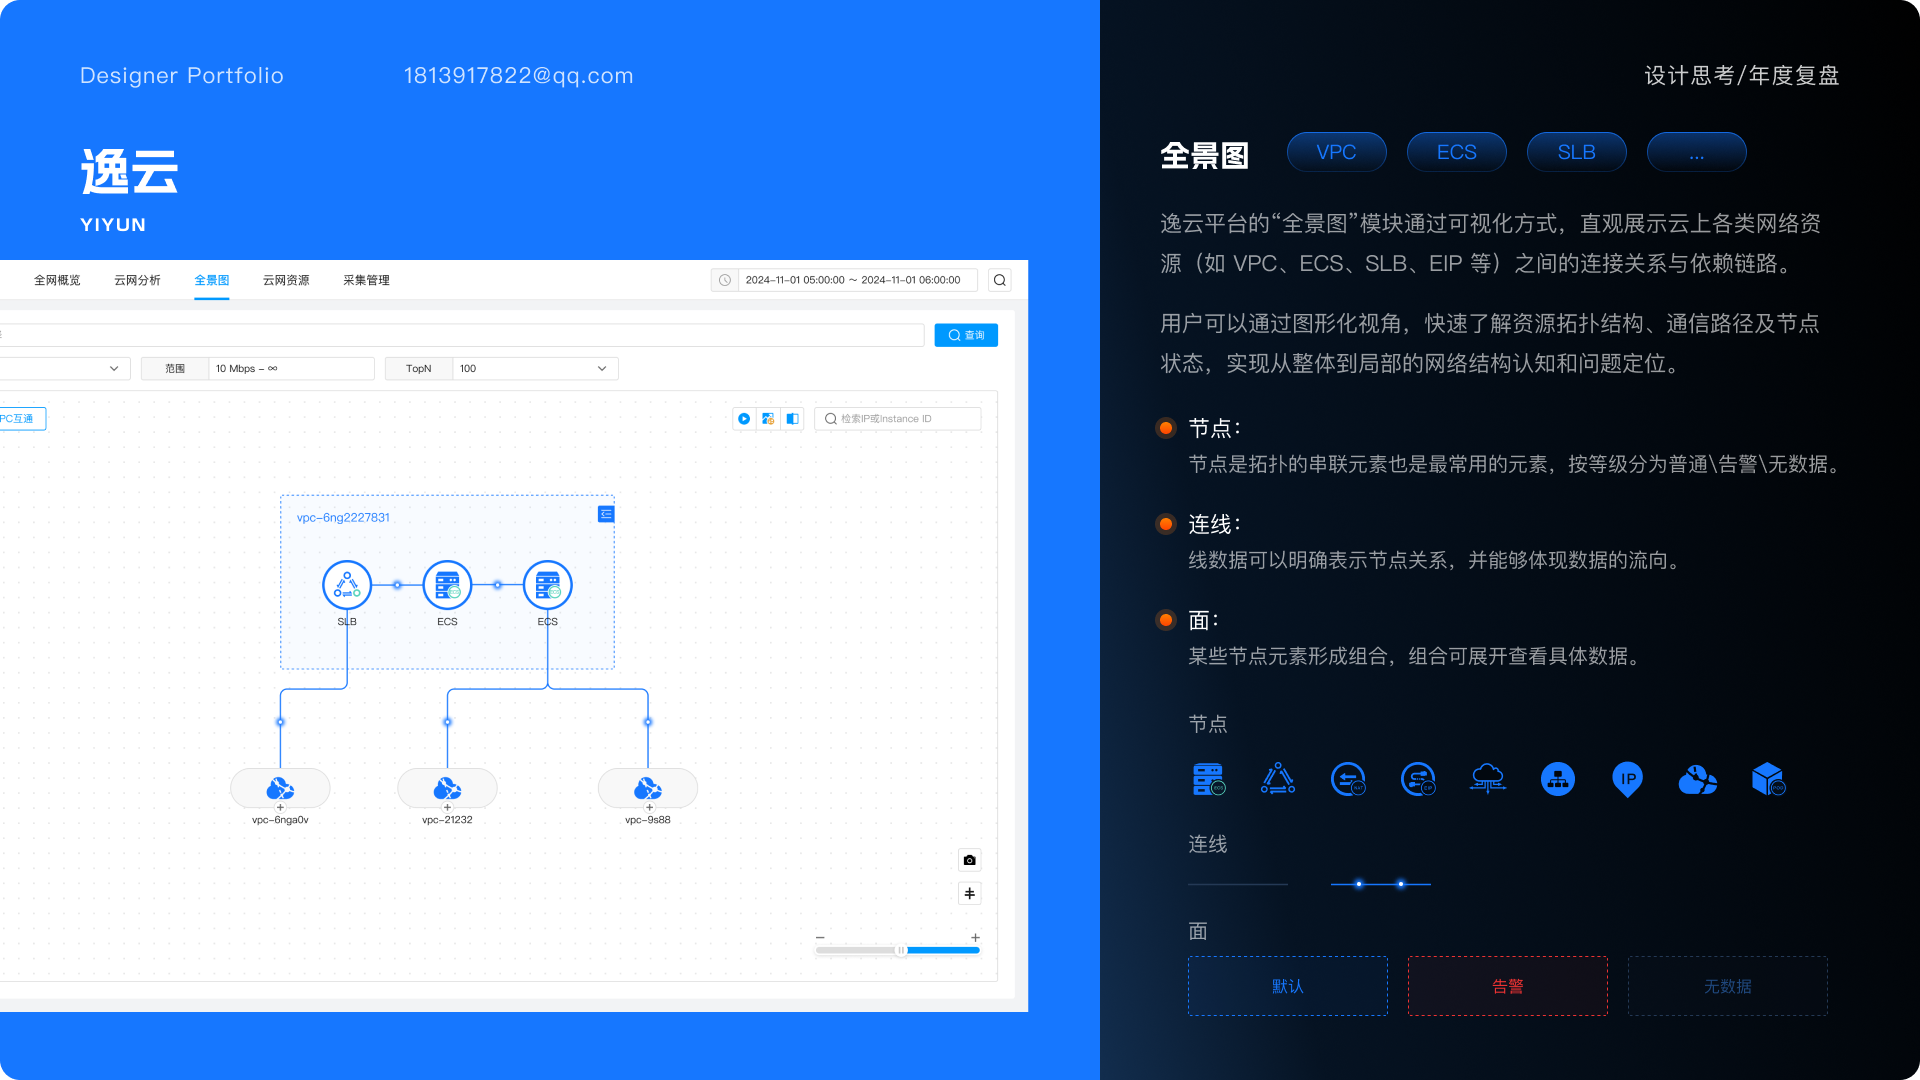 Designer Portfolio
1813917822@qq.com
设计思考/年度复盘
逸云
YIYUN
全网概览
云网分析
全景图
云网资源
采集管理
2024-11-01 05:00:00 ~ 2024-11-01 06:00:00
查询
范围
10 Mbps - ∞
TopN
100
PC互通
检索IP或Instance ID
vpc-6ng2227831
SLB
ECS
ECS
vpc-6nga0v
vpc-21232
vpc-9s88
全景图
VPC
ECS
SLB
...
逸云平台的“全景图”模块通过可视化方式，直观展示云上各类网络资
源（如 VPC、ECS、SLB、EIP 等）之间的连接关系与依赖链路。
用户可以通过图形化视角，快速了解资源拓扑结构、通信路径及节点
状态，实现从整体到局部的网络结构认知和问题定位。
节点：
节点是拓扑的串联元素也是最常用的元素，按等级分为普通\告警\无数据。
连线：
线数据可以明确表示节点关系，并能够体现数据的流向。
面：
某些节点元素形成组合，组合可展开查看具体数据。
节点
IP
连线
面
默认
告警
无数据